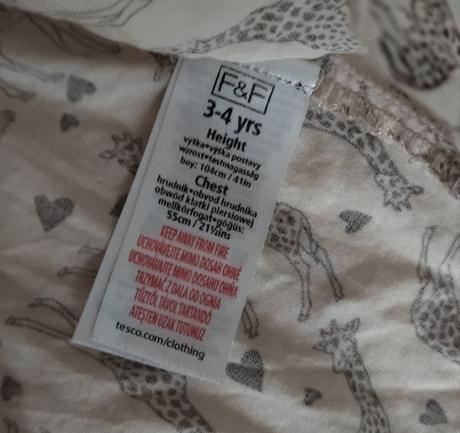 F&F
3-4 yrs
Height
výška•výška postavy
wzrost•testmagasság
boy: 104cm / 41in
Chest
hrudník•obvod hrudníka
obwód klatki piersiowej
mellkörfogat•göğüs:
55cm / 21½ins
KEEP AWAY FROM FIRE
UCHOVÁVEJTE MIMO DOSAH OHNĚ
UCHOVÁVAJTE MIMO DOSAHU OHŇA
TRZYMAĆ Z DALA OD OGNIA
TŰZTŐL TÁVOL TARTANDÓ
ATEŞTEN UZAK TUTUNUZ
tesco.com/clothing